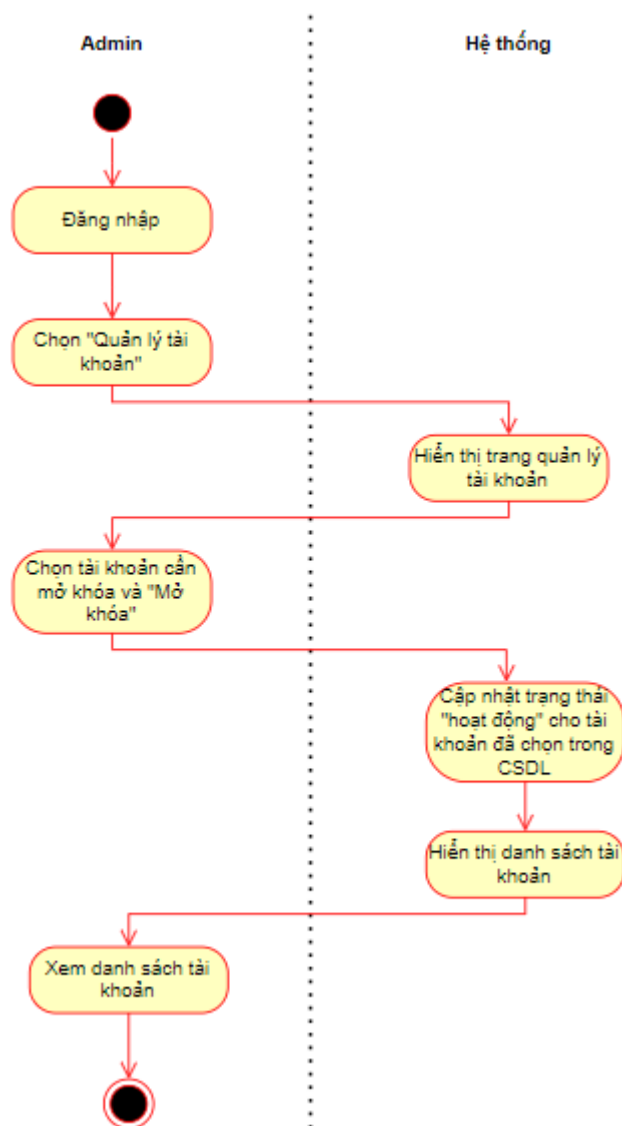 Admin
Hệ thống
Đăng nhập
Chọn "Quản lý tài
khoản"
Hiển thị trang quản lý
tài khoản
Chọn tài khoản cần
mở khóa và "Mở
khóa"
Cập nhật trạng thái
"hoạt động" cho tài
khoản đã chọn trong
CSDL
Hiển thị danh sách tài
khoản
Xem danh sách tài
khoản